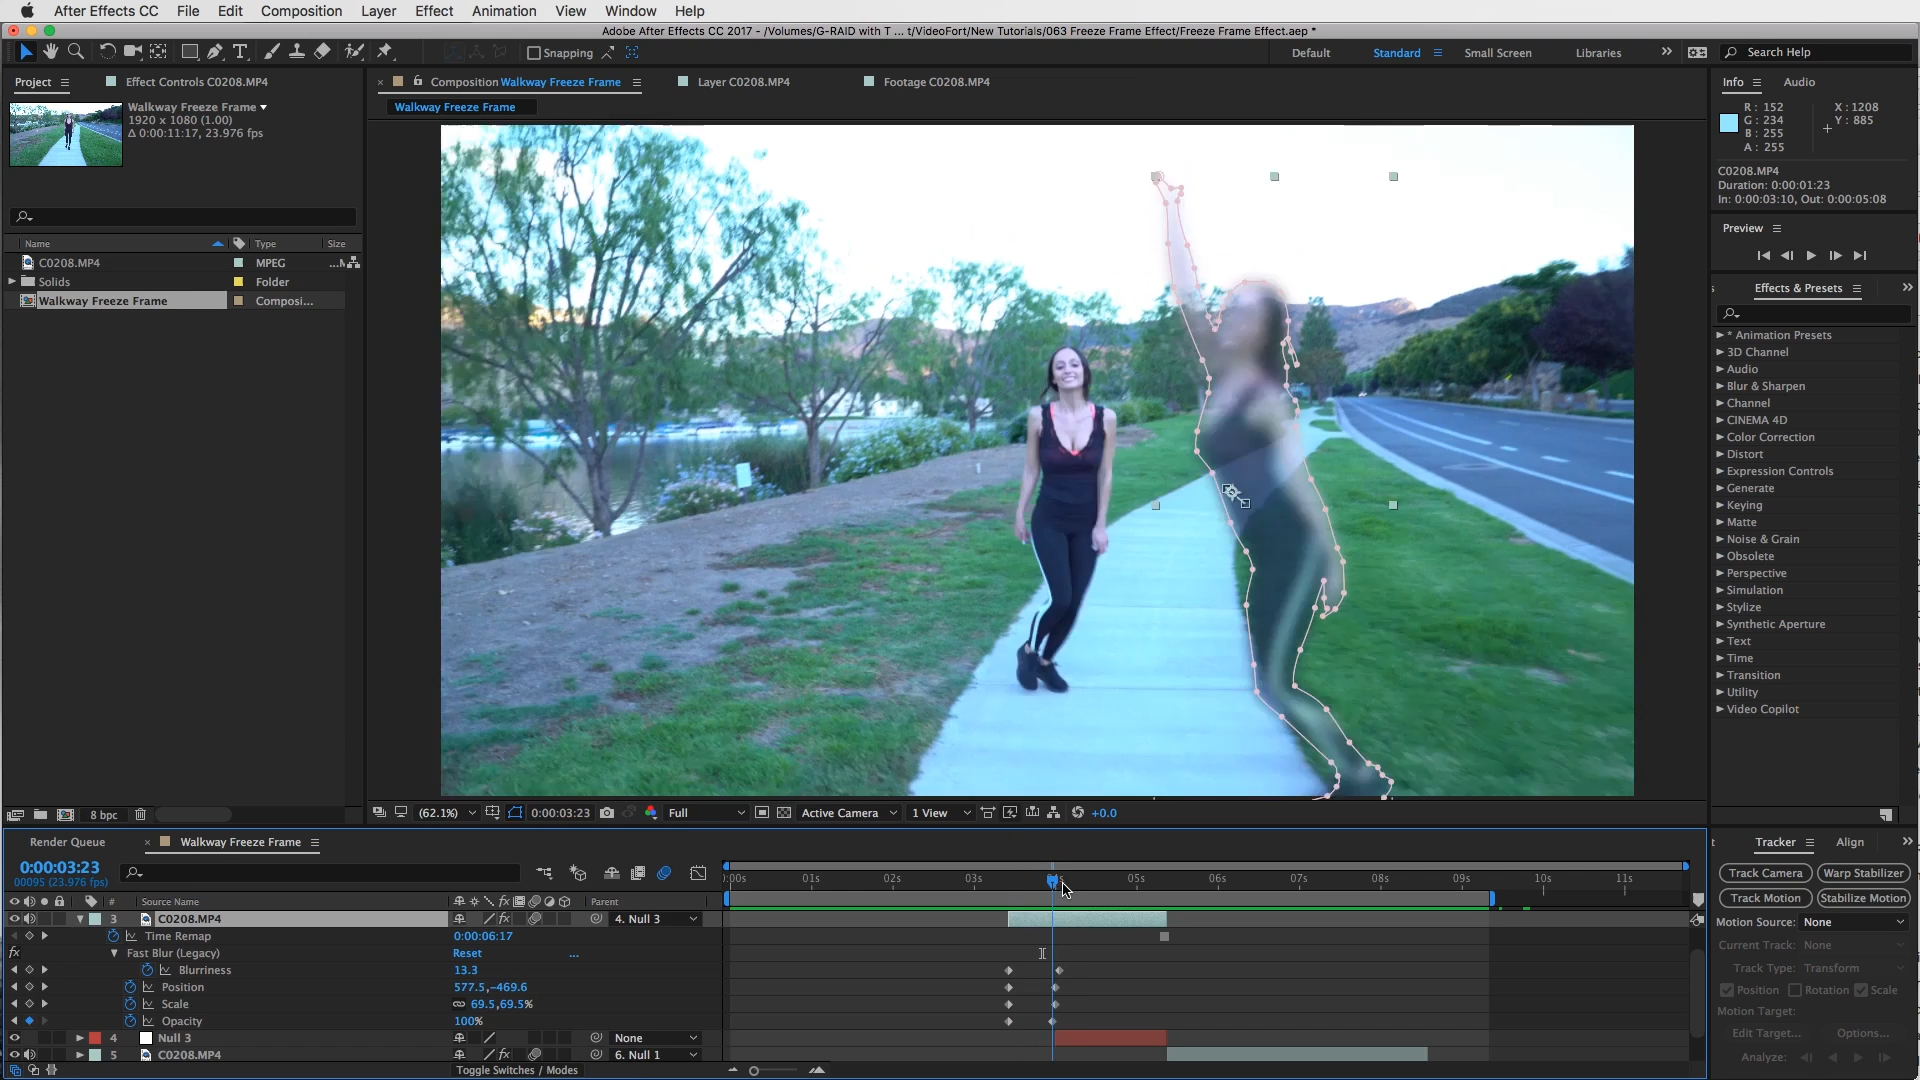 After Effects CC File Edit Composition Layer Effect Animation View Window Help
Adobe After Effects CC 2017 - /Volumes/G-RAID with T ... t/VideoFort/New Tutorials/063 Freeze Frame Effect/Freeze Frame Effect.aep *
Snapping Default Standard Small Screen Libraries Search Help
Project Effect Controls C0208.MP4 Composition Walkway Freeze Frame Layer C0208.MP4 Footage C0208.MP4 Info Audio
Walkway Freeze Frame
1920 x 1080 (1.00)
Δ 0:00:11:17, 23.976 fps
Walkway Freeze Frame
R : 152 X : 1208
G : 234 Y : 885
B : 255
A : 255
C0208.MP4
Duration: 0:00:01:23
In: 0:00:03:10, Out: 0:00:05:08
Preview
Name Type Size
C0208.MP4 MPEG
Solids Folder
Walkway Freeze Frame Composi...
Effects & Presets
* Animation Presets
3D Channel
Audio
Blur & Sharpen
Channel
CINEMA 4D
Color Correction
Distort
Expression Controls
Generate
Keying
Matte
Noise & Grain
Obsolete
Perspective
Simulation
Stylize
Synthetic Aperture
Text
Time
Transition
Utility
Video Copilot
8 bpc (62.1%) 0:00:03:23 Full Active Camera 1 View +0.0
Render Queue Walkway Freeze Frame
0:00:03:23
00095 (23.976 fps)
:00s 01s 02s 03s 05s 06s 07s 08s 09s 10s 11s
# Source Name Parent
3 C0208.MP4 4. Null 3
Time Remap 0:00:06:17
fx Fast Blur (Legacy) Reset ...
Blurriness 13.3
Position 577.5,-469.6
Scale 69.5,69.5%
Opacity 100%
4 Null 3 None
5 C0208.MP4 6. Null 1
Toggle Switches / Modes
Tracker Align
Track Camera Warp Stabilizer
Track Motion Stabilize Motion
Motion Source: None
Current Track: None
Track Type: Transform
Position Rotation Scale
Motion Target:
Edit Target... Options...
Analyze: